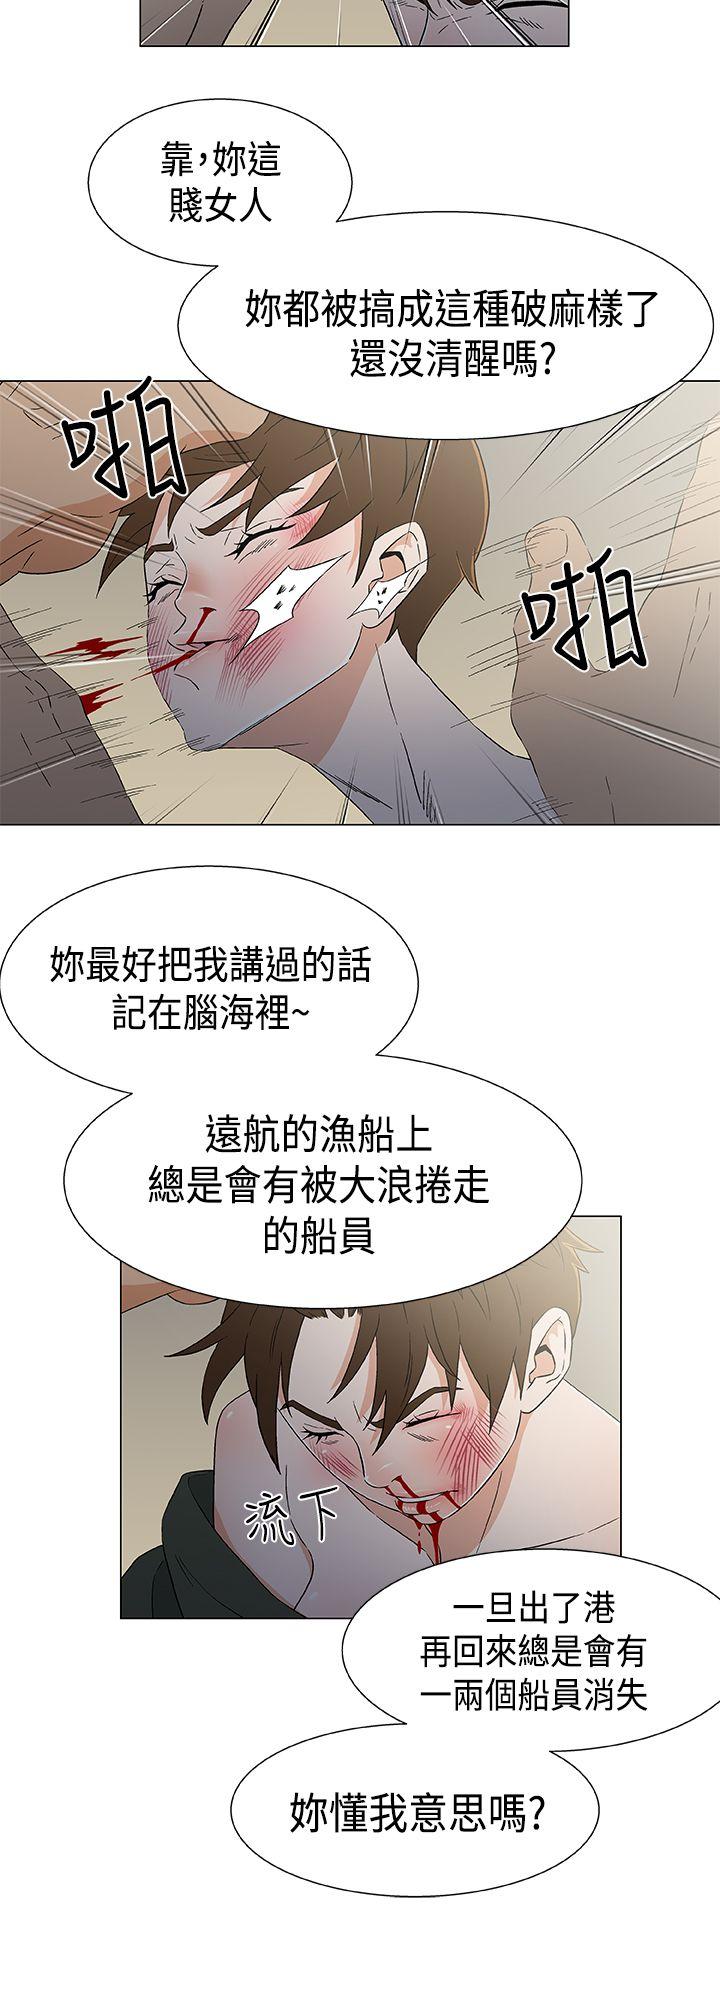 靠，妳這
賤女人
妳都被搞成這種破麻樣了
還沒清醒嗎?
啪
啪
妳最好把我講過的話
記在腦海裡~
遠航的漁船上
總是會有被大浪捲走
的船員
流下
一旦出了港
再回來總是會有
一兩個船員消失
妳懂我意思嗎?